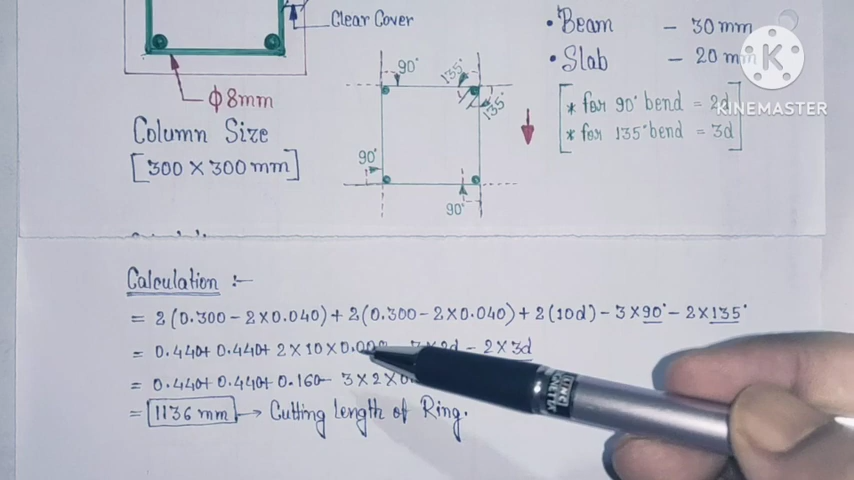 Clear Cover
ϕ8mm
Column Size
[300 × 300 mm]
90°
135°
135°
90°
90°
• Beam – 30 mm
• Slab – 20 mm
* for 90° bend = 2d
* for 135° bend = 3d
KINEMASTER
Calculation :-
= 2(0.300 - 2×0.040) + 2(0.300 - 2×0.040) + 2(10d) - 3×90° - 2×135°
= 0.440+ 0.440+ 2×10×0.008 - 3×2d - 2×3d
= 0.440+ 0.440+ 0.160- 3×2×0
= 1136 mm → Cutting Length of Ring.